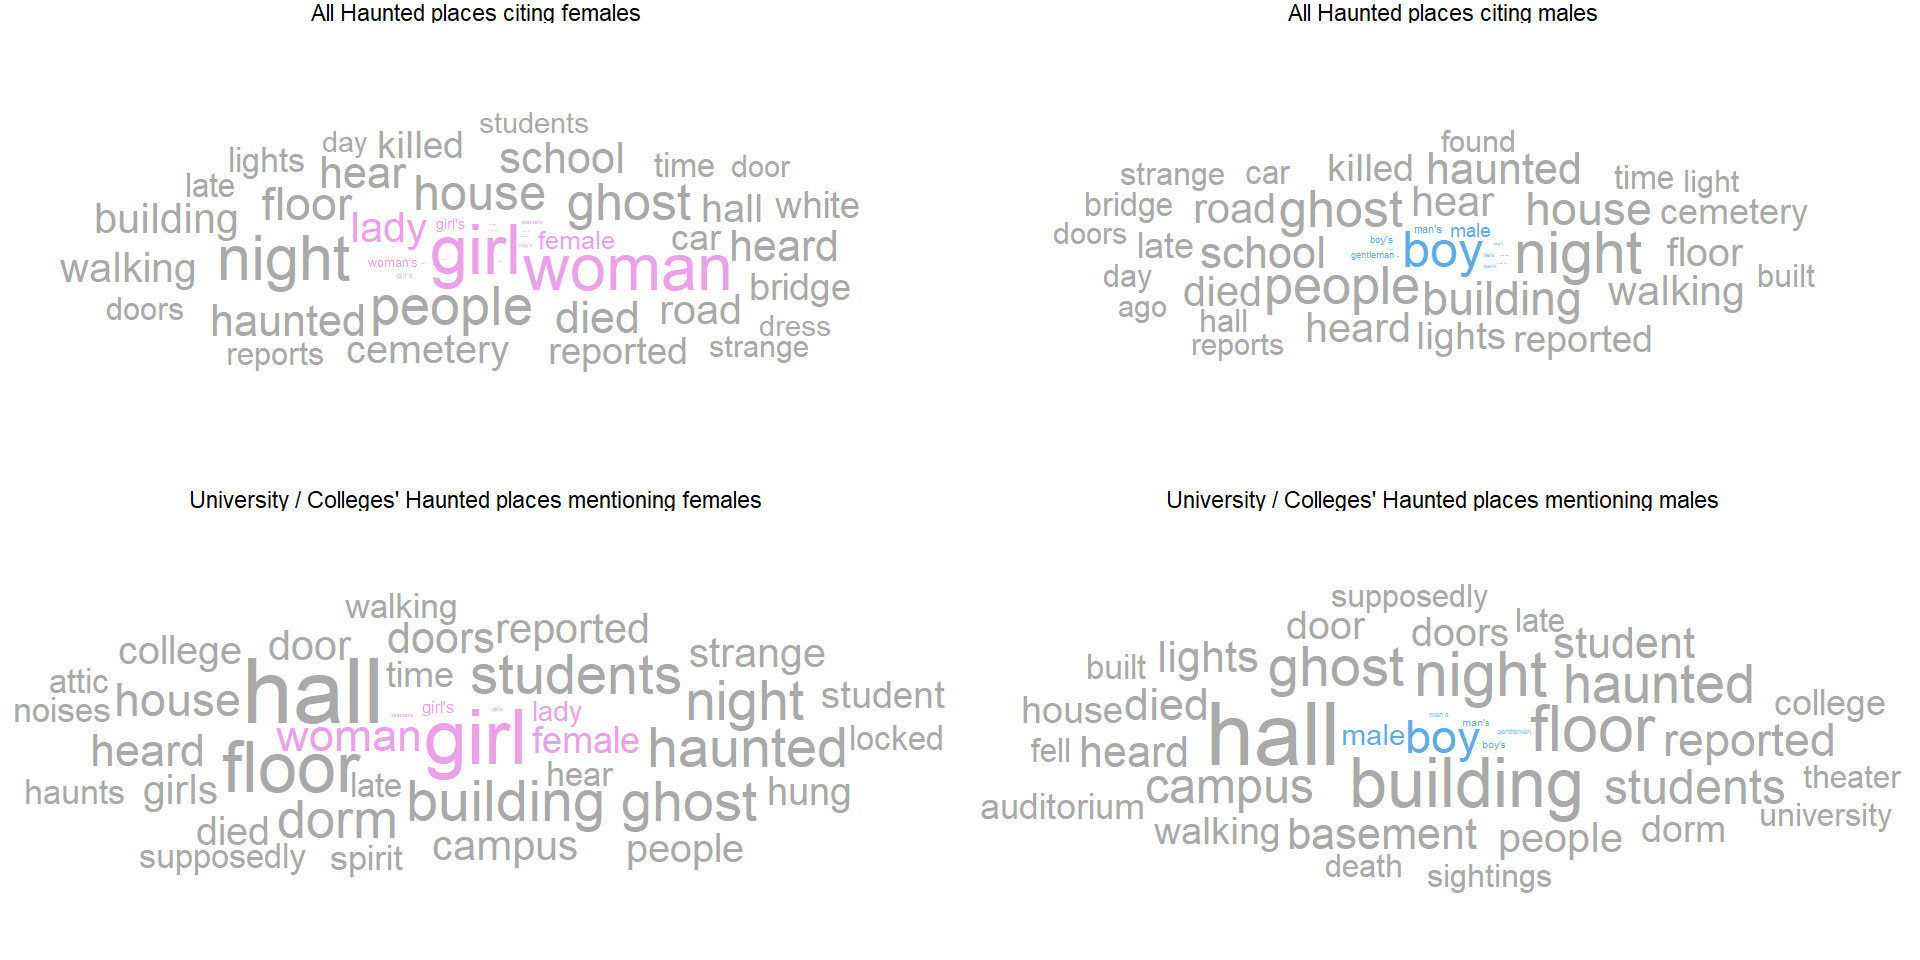 All Haunted places citing females
students
day killed
lights hear school time door
late floor house ghost hall white
building lady girl's woman's female car heard
night girl woman
walking woman's lady's
girl's bridge
doors people died road dress
haunted
reports cemetery reported strange
All Haunted places citing males
found
strange car killed haunted time light
bridge road ghost hear house cemetery
doors late school boy's man's male night floor
gentleman boy
man's
day died people building walking built
ago hall heard lights reported
reports
University / Colleges' Haunted places mentioning females
walking
college door doors reported strange
attic hall time students
noises house woman's girl's girl's lady night student
woman girl female
heard floor haunted locked
haunts girls late hear hung
dorm building ghost
died
supposedly spirit campus people
University / Colleges' Haunted places mentioning males
supposedly
door doors late student
built lights ghost night haunted
house died hall man's man's floor college
male boy gentleman
fell heard boy's reported
campus building students theater
auditorium university
walking basement people dorm
death sightings